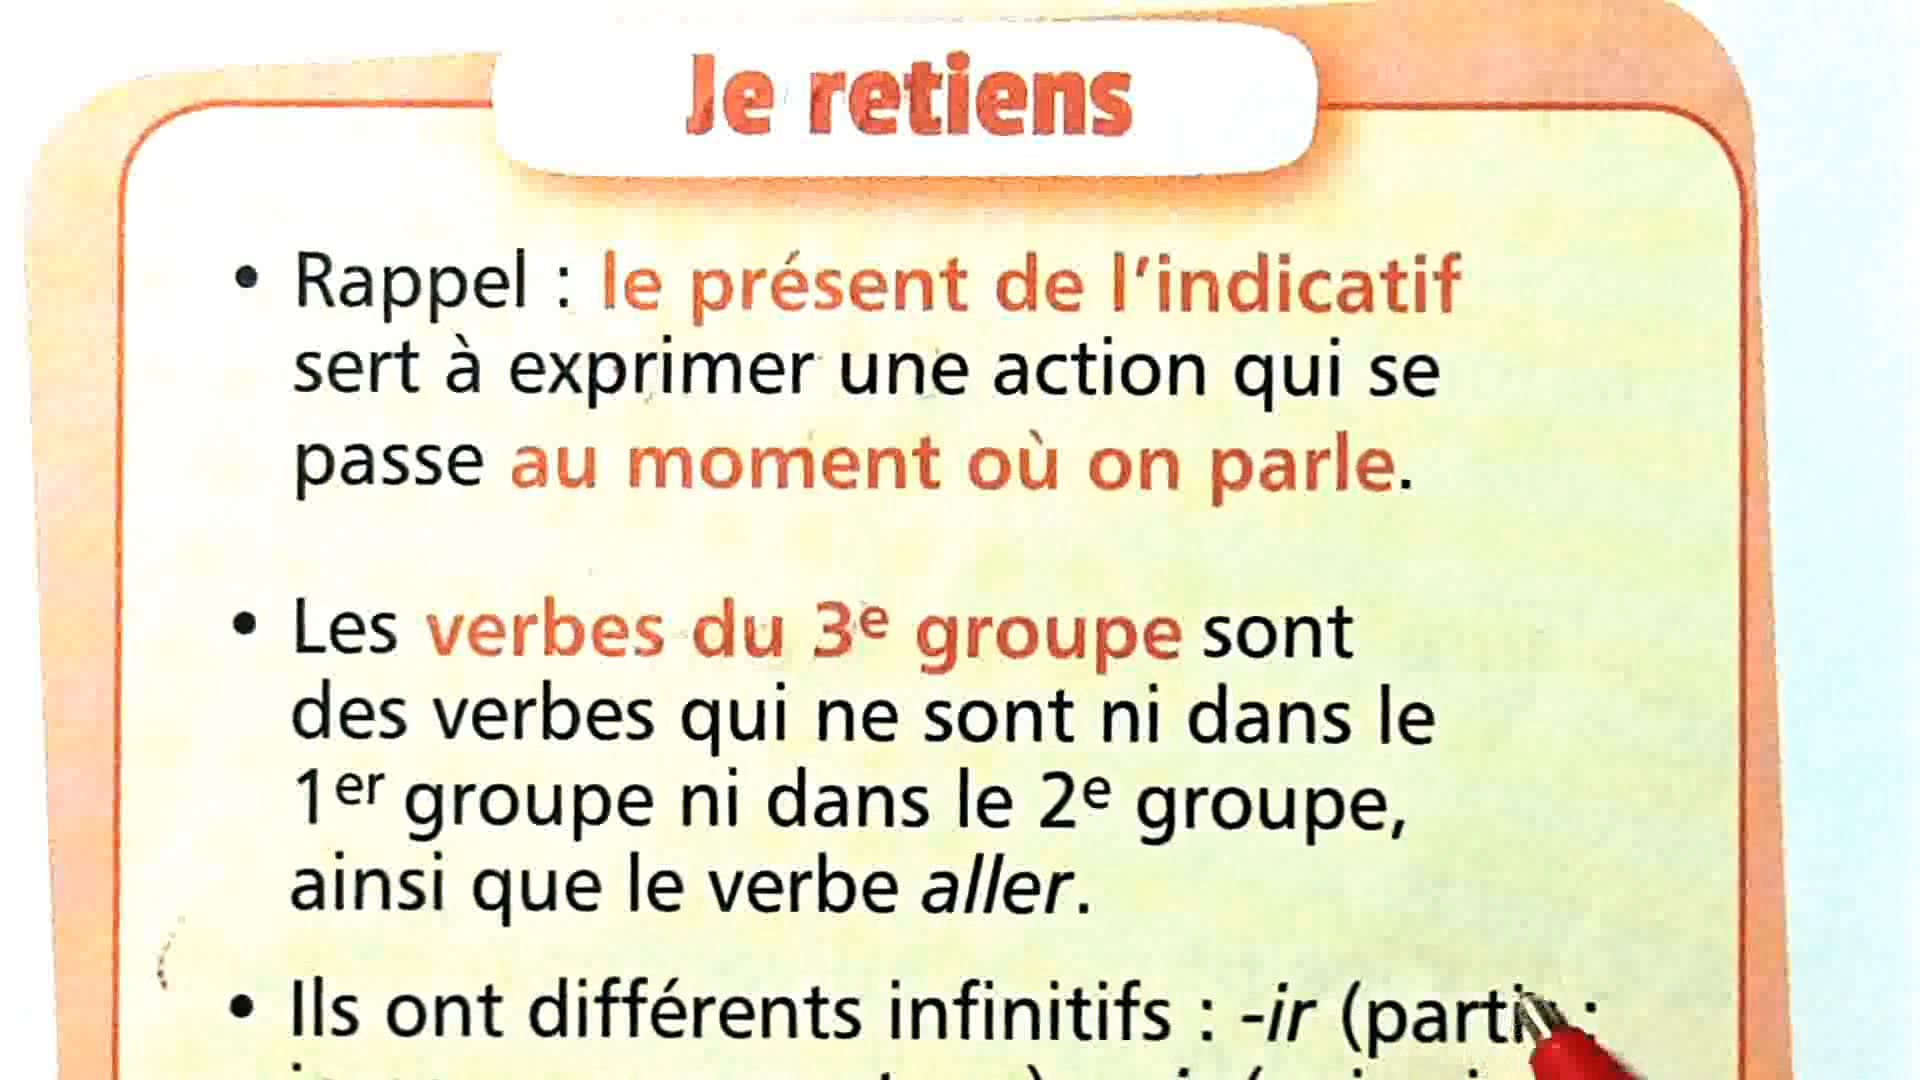 Je retiens
• Rappel : le présent de l'indicatif
sert à exprimer une action qui se
passe au moment où on parle.
• Les verbes du 3e groupe sont
des verbes qui ne sont ni dans le
1er groupe ni dans le 2e groupe,
ainsi que le verbe aller.
• Ils ont différents infinitifs : -ir (partir :